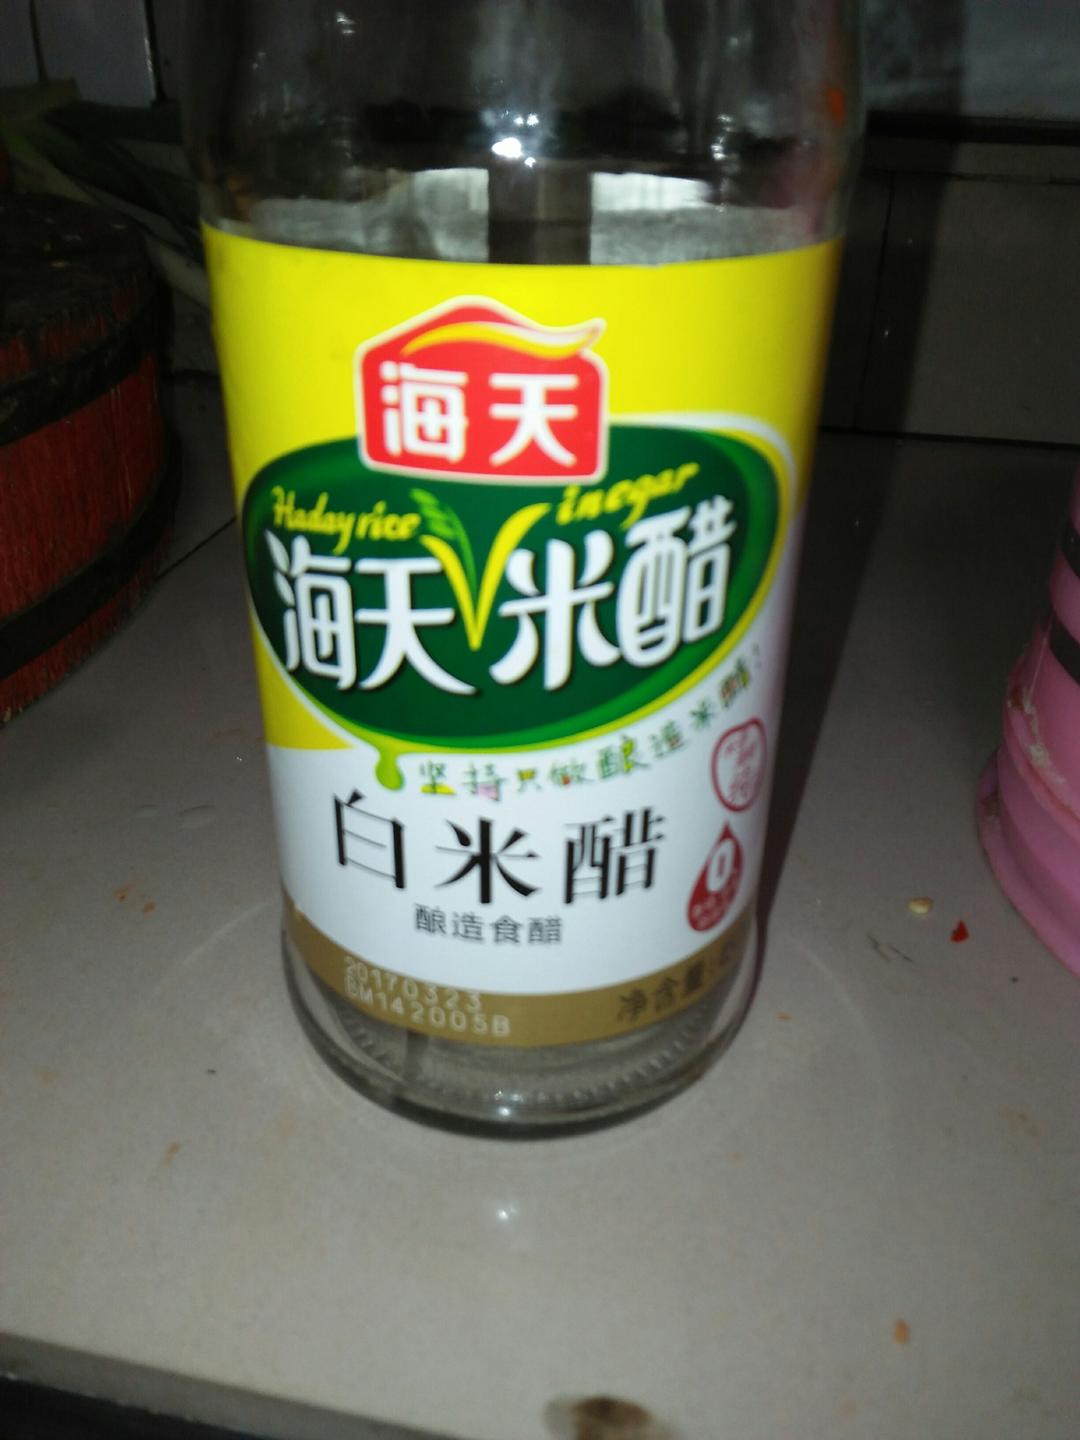 海天
Haday rice Vinegar
海天米醋
坚持只做酿造米醋!
白米醋
0
酿造食醋
20170323
BM142005B
净含量: